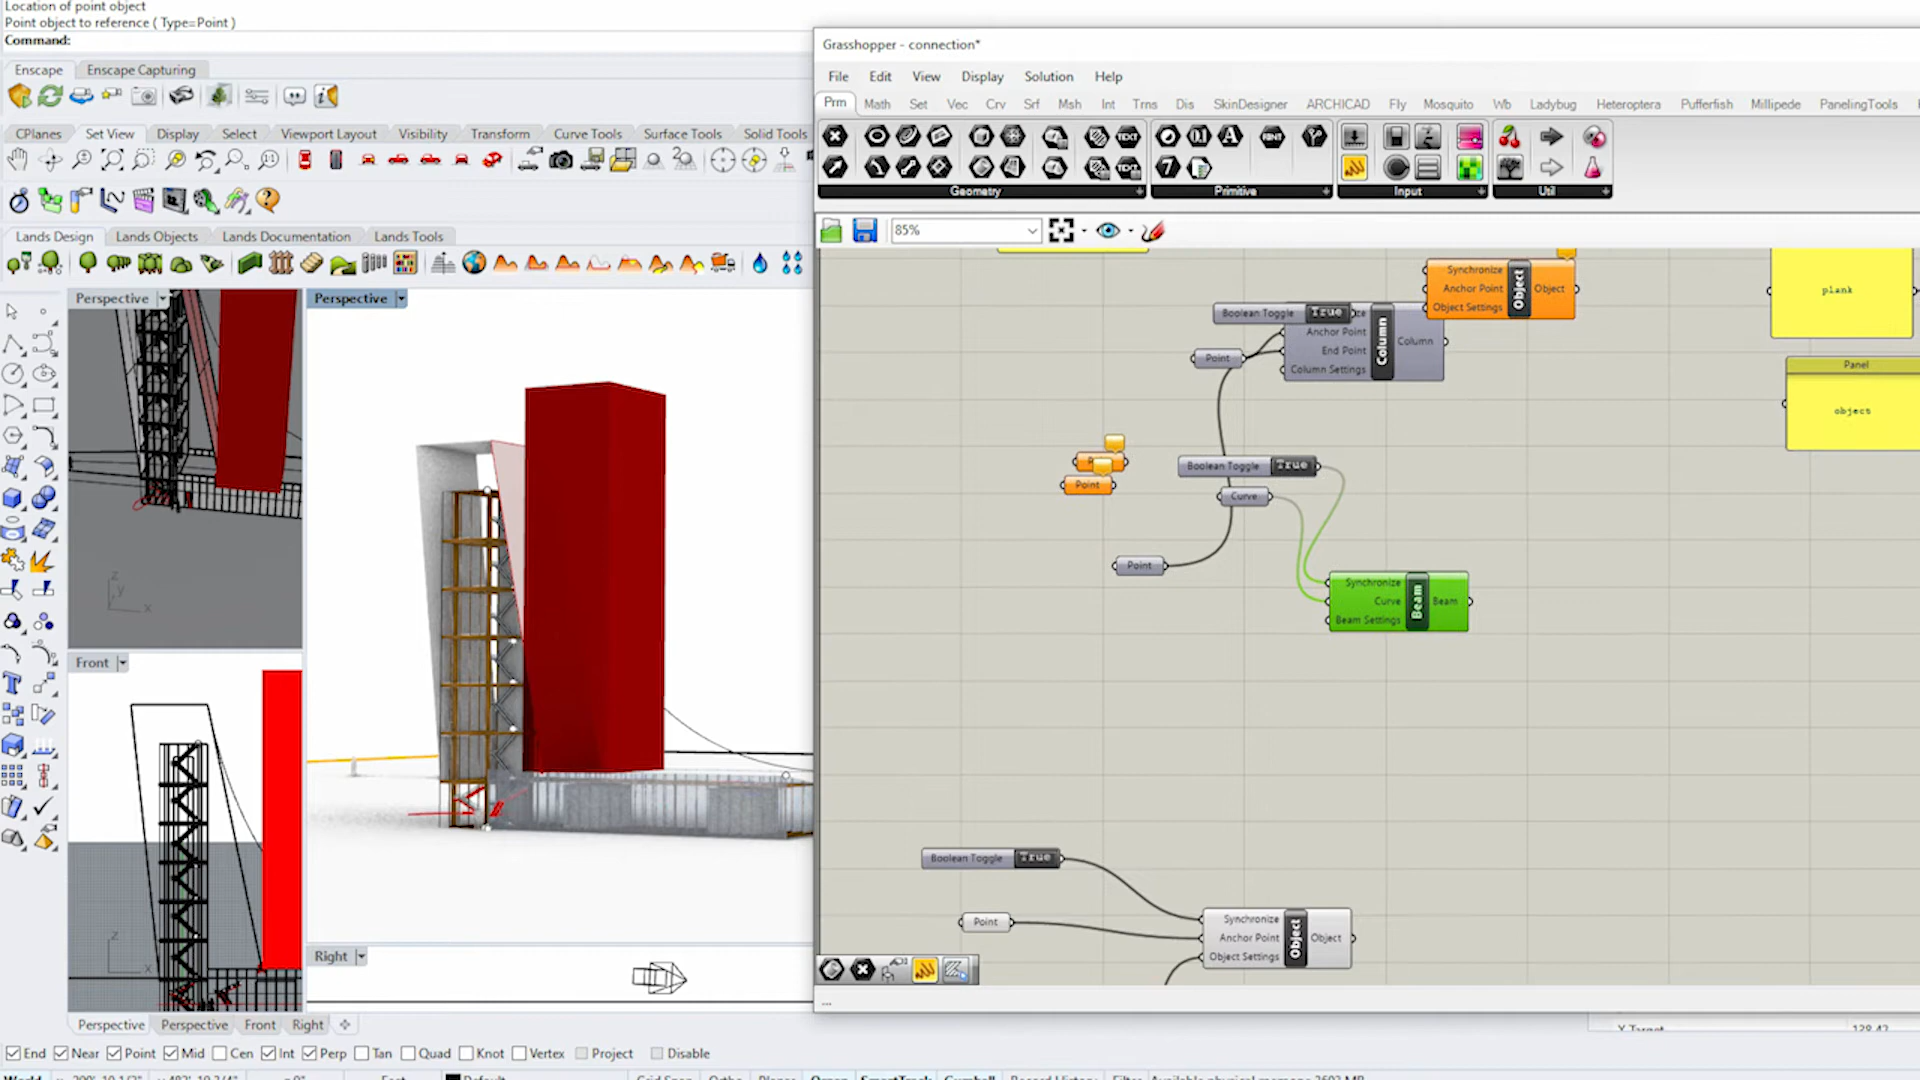 Location of point object
Point object to reference ( Type=Point )
Command:
Grasshopper - connection*
Enscape
Enscape Capturing
File Edit View Display Solution Help
Prm Math Set Vec Crv Srf Msh Int Trns Dis SkinDesigner ARCHICAD Fly Mosquito Wb Ladybug Heteroptera Pufferfish Millipede PanelingTools
CPlanes Set View Display Select Viewport Layout Visibility Transform Curve Tools Surface Tools Solid Tools
Geometry Primitive Input Util
Lands Design Lands Objects Lands Documentation Lands Tools
85%
Perspective
Perspective
Front
Right
Synchronize
Anchor Point
Object Settings
Object
Object
plank
Boolean Toggle True
Anchor Point
End Point
Column Settings
Column
Column
Point
Panel
object
Point
Boolean Toggle True
Curve
Point
Synchronize
Curve
Beam Settings
Beam
Beam
Boolean Toggle True
Point
Synchronize
Anchor Point
Object Settings
Object
Object
...
Perspective Perspective Front Right
X Target
End Near Point Mid Cen Int Perp Tan Quad Knot Vertex Project Disable